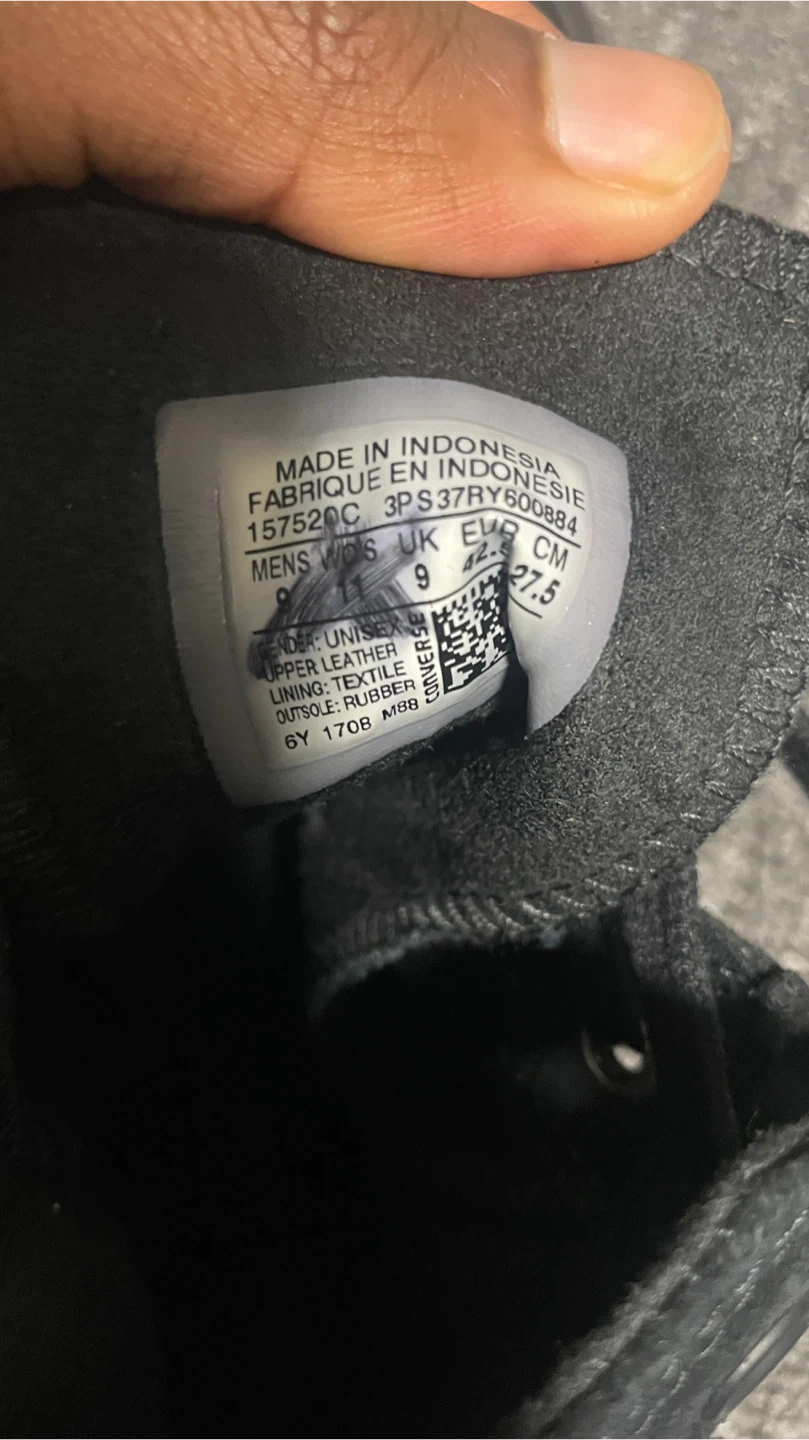 MADE IN INDONESIA
FABRIQUE EN INDONESIE
157520C 3PS37RY600884
MENS WO'S UK EUR CM
9 11 9 42.5 27.5
GENDER: UNISEX
UPPER LEATHER
LINING: TEXTILE
OUTSOLE: RUBBER
6Y 1708 M88
CONVERSE